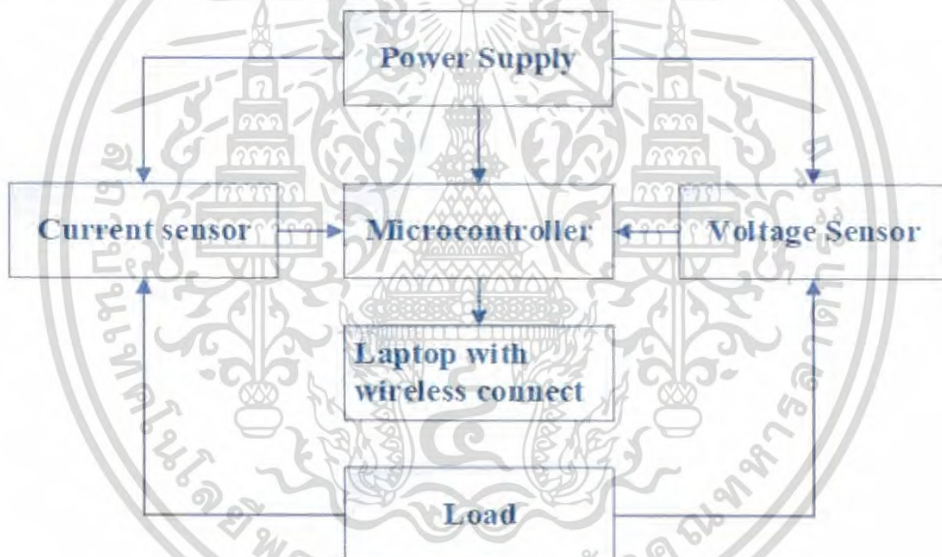 Power Supply
Current sensor
Microcontroller
Voltage Sensor
Laptop with
wireless connect
Load